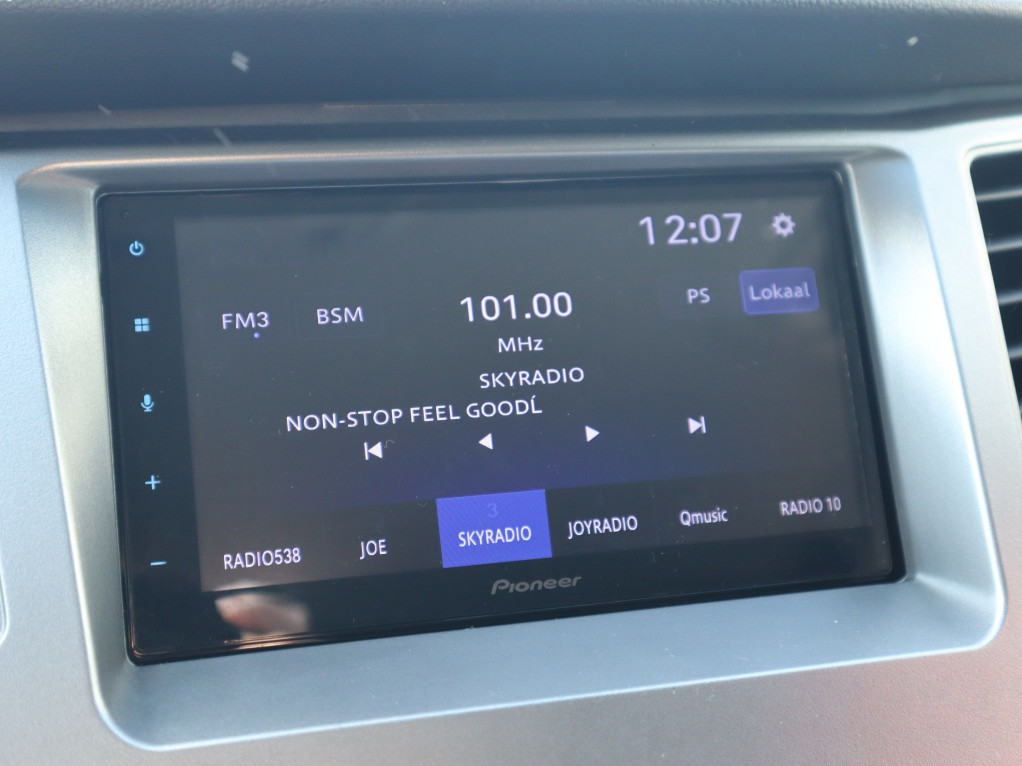 12:07
FM3 BSM 101.00 PS Lokaal
MHz
SKYRADIO
NON-STOP FEEL GOODĹ
3
RADIO538 JOE SKYRADIO JOYRADIO Qmusic RADIO 10
Pioneer